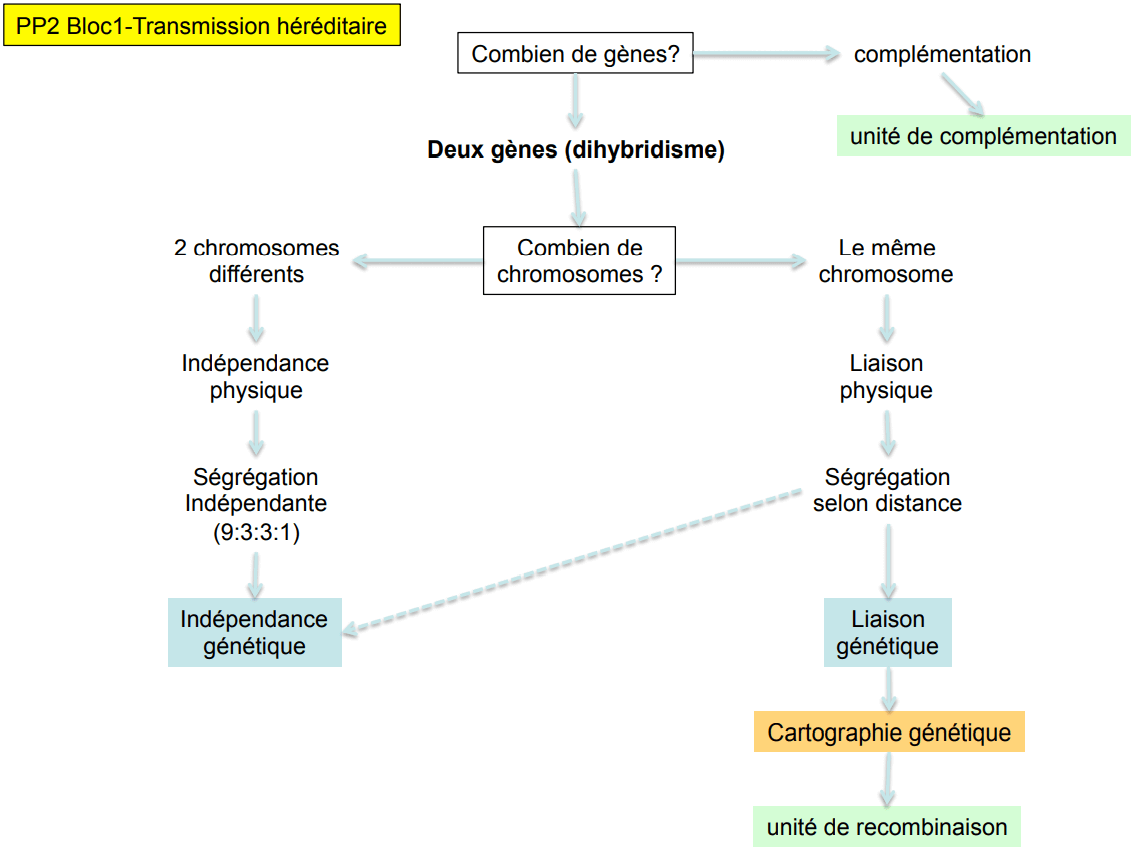 PP2 Bloc1-Transmission héréditaire
Combien de gènes?
complémentation
unité de complémentation
Deux gènes (dihybridisme)
2 chromosomes
différents
Combien de
chromosomes ?
Le même
chromosome
Indépendance
physique
Liaison
physique
Ségrégation
Indépendante
(9:3:3:1)
Ségrégation
selon distance
Indépendance
génétique
Liaison
génétique
Cartographie génétique
unité de recombinaison